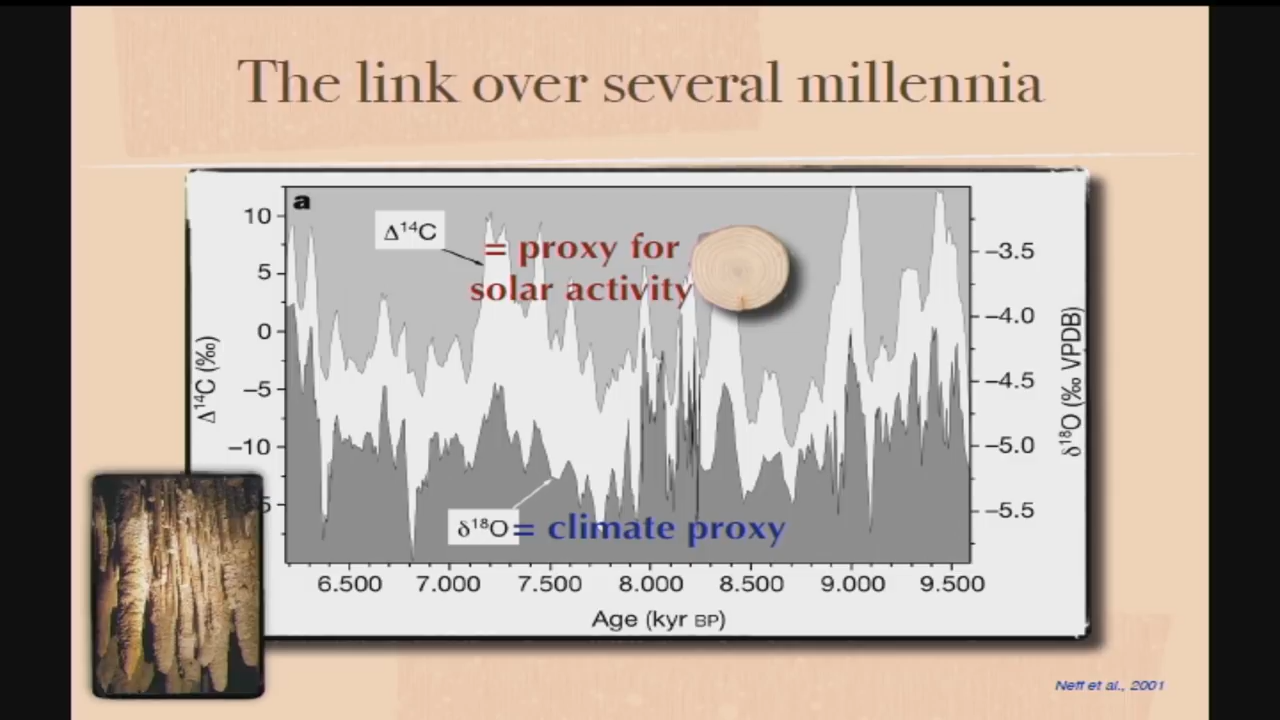 The link over several millennia
a
Δ¹⁴C
= proxy for
solar activity
δ¹⁸O = climate proxy
10
5
0
−5
−10
5
Δ¹⁴C (‰)
−3.5
−4.0
−4.5
−5.0
−5.5
δ¹⁸O (‰ VPDB)
6.500 7.000 7.500 8.000 8.500 9.000 9.500
Age (kyr BP)
Neff et al., 2001